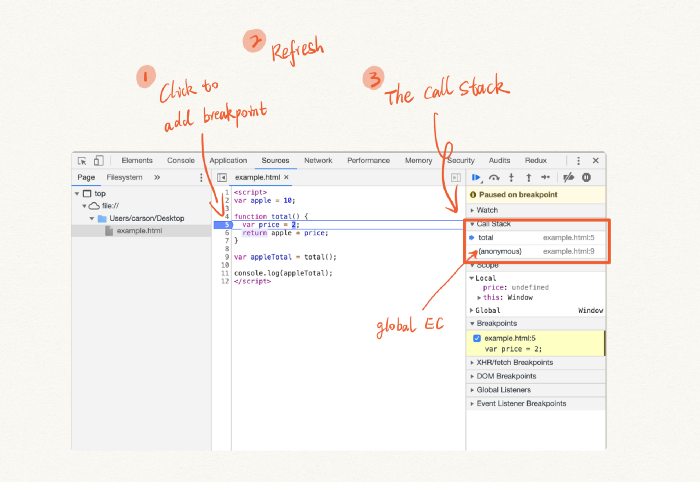 2 Refresh
1 Click to
add breakpoint
3 The call stack
Elements Console Application Sources Network Performance Memory Security Audits Redux
Page Filesystem »
example.html ×
top
file://
Users/carson/Desktop
example.html
1 <script>
2 var apple = 10;
3
4 function total() {
5 var price = 2;
6 return apple * price;
7 }
8
9 var appleTotal = total();
10
11 console.log(appleTotal);
12 </script>
Paused on breakpoint
Watch
Call Stack
total example.html:5
(anonymous) example.html:9
Scope
Local
price: undefined
this: Window
Global Window
Breakpoints
example.html:5
var price = 2;
XHR/fetch Breakpoints
DOM Breakpoints
Global Listeners
Event Listener Breakpoints
global EC